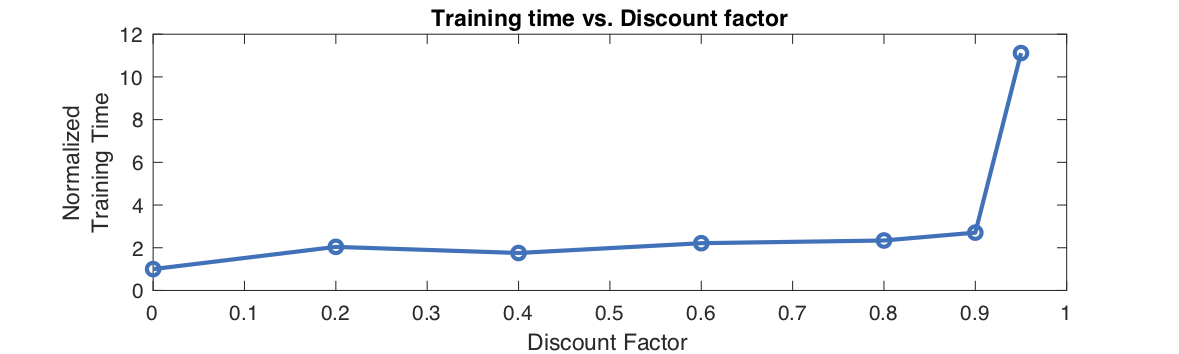 Training time vs. Discount factor
12
10
8
6
4
2
0
Normalized
Training Time
0 0.1 0.2 0.3 0.4 0.5 0.6 0.7 0.8 0.9 1
Discount Factor